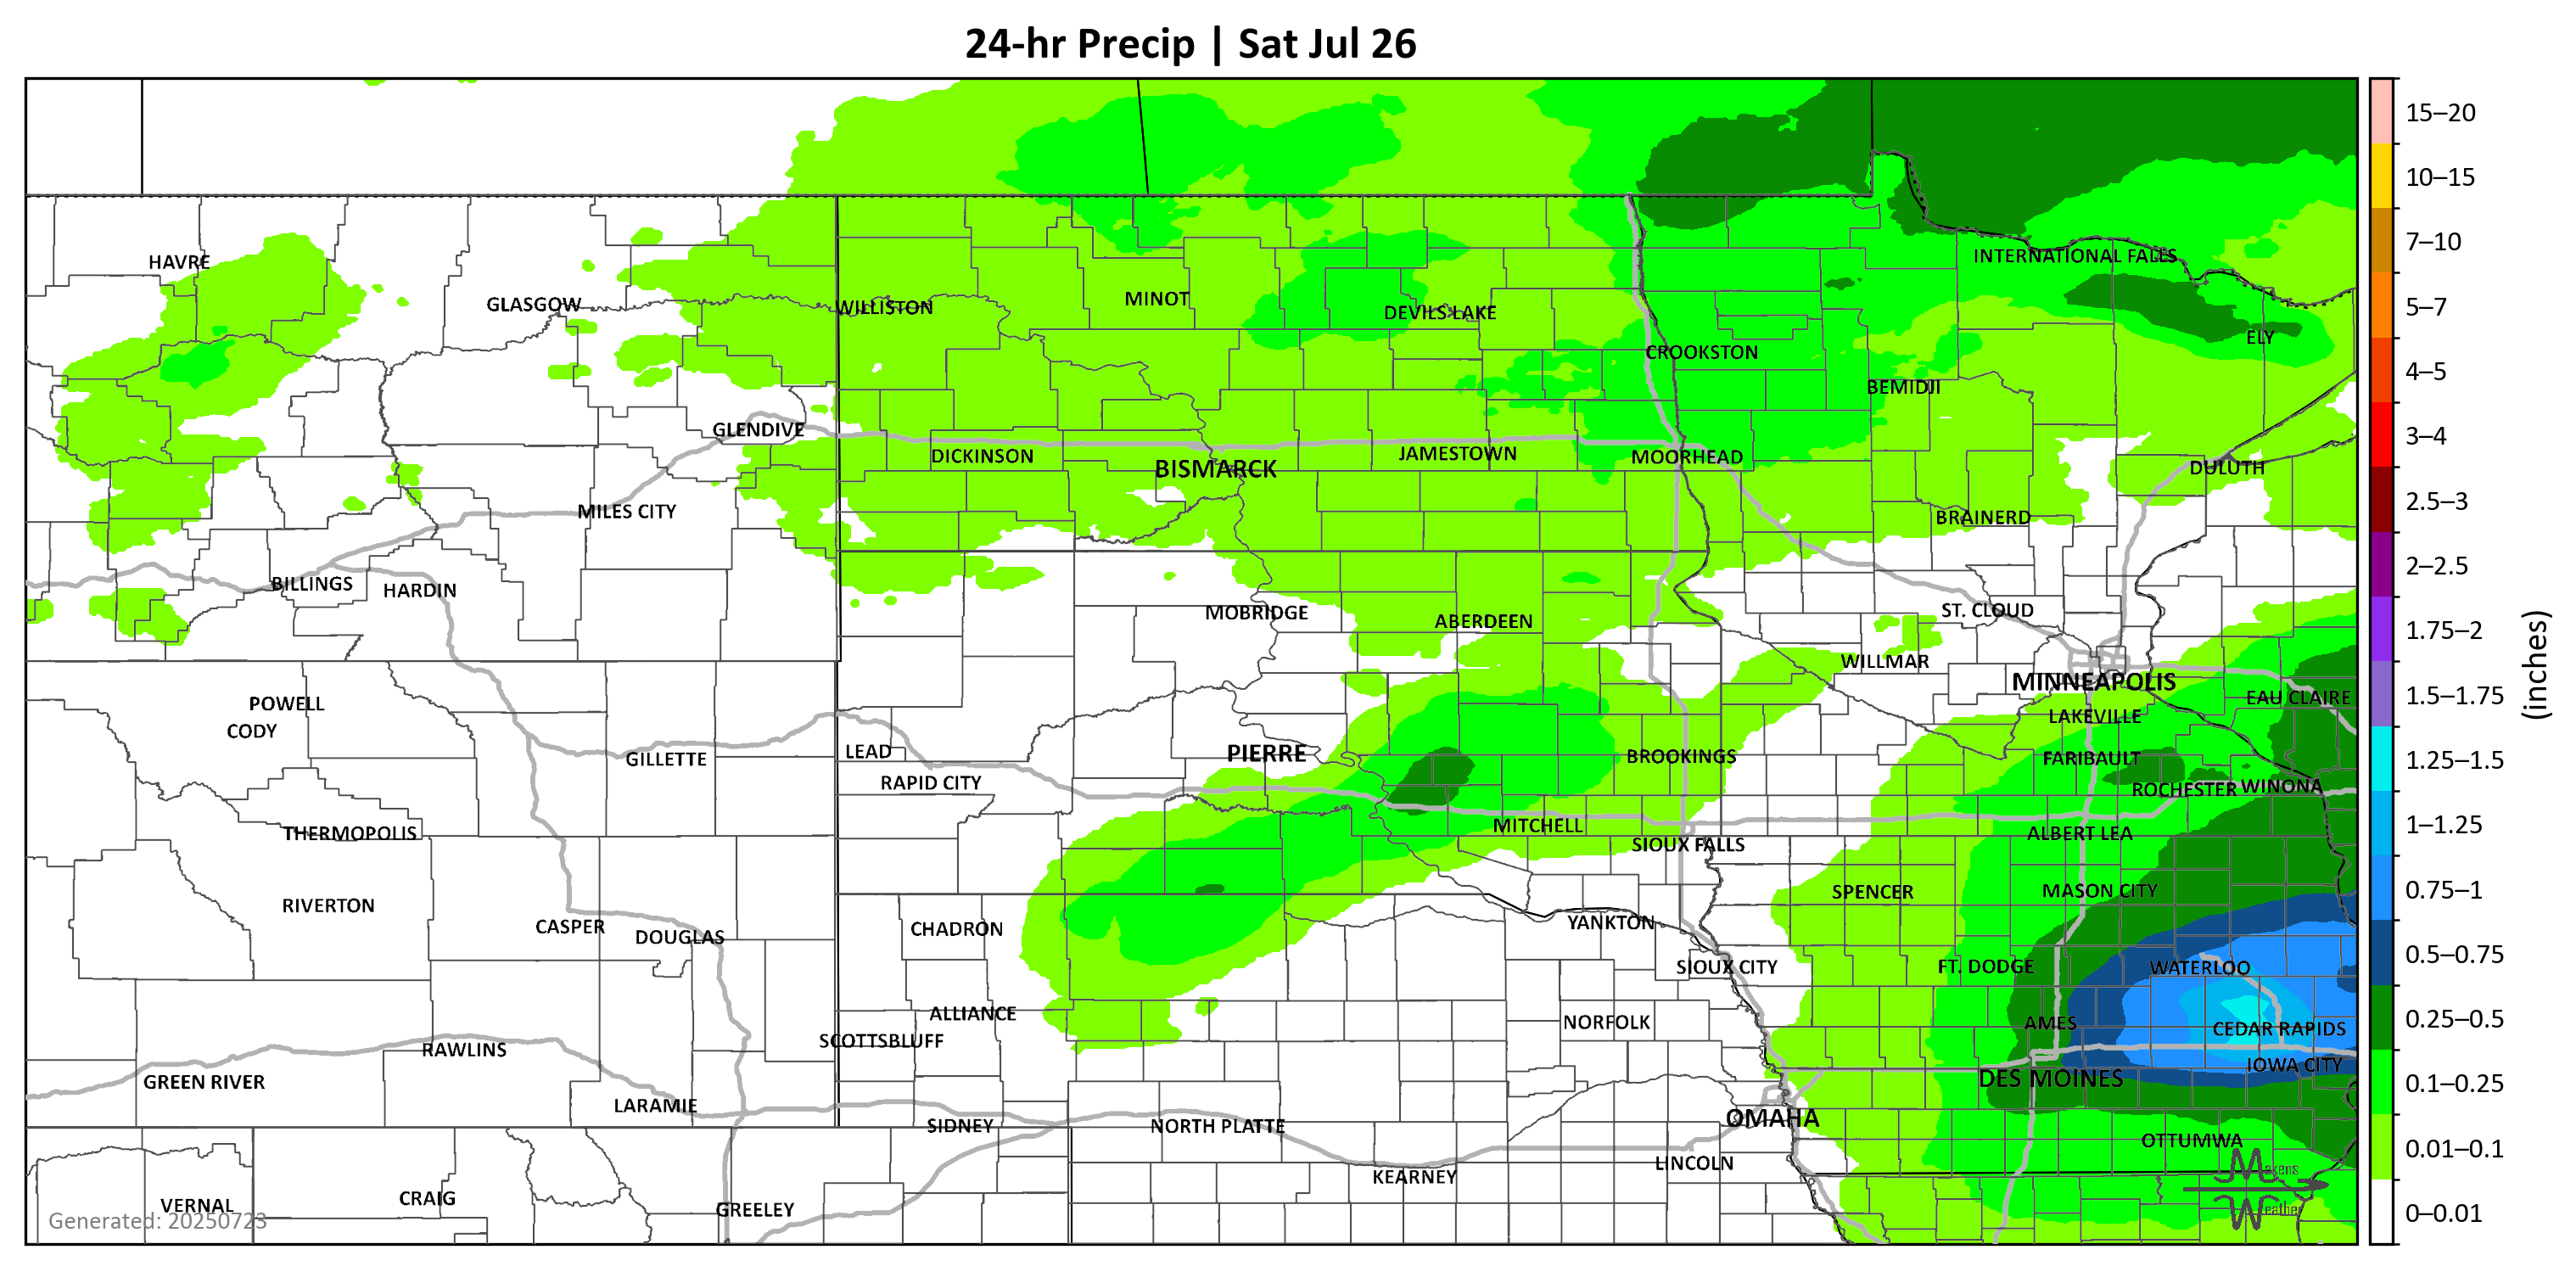 24-hr Precip | Sat Jul 26
15–20
10–15
7–10
5–7
4–5
3–4
2.5–3
2–2.5
1.75–2
1.5–1.75
1.25–1.5
1–1.25
0.75–1
0.5–0.75
0.25–0.5
0.1–0.25
0.01–0.1
0–0.01
(inches)
HAVRE
GLASGOW
WILLISTON
MINOT
DEVILS LAKE
INTERNATIONAL FALLS
ELY
CROOKSTON
BEMIDJI
GLENDIVE
DICKINSON
BISMARCK
JAMESTOWN
MOORHEAD
DULUTH
MILES CITY
BRAINERD
BILLINGS
HARDIN
MOBRIDGE
ABERDEEN
ST. CLOUD
WILLMAR
MINNEAPOLIS
EAU CLAIRE
POWELL
CODY
LAKEVILLE
GILLETTE
LEAD
PIERRE
BROOKINGS
FARIBAULT
RAPID CITY
ROCHESTER
WINONA
THERMOPOLIS
MITCHELL
SIOUX FALLS
ALBERT LEA
RIVERTON
SPENCER
MASON CITY
CASPER
DOUGLAS
CHADRON
YANKTON
SIOUX CITY
FT. DODGE
WATERLOO
ALLIANCE
NORFOLK
AMES
CEDAR RAPIDS
SCOTTSBLUFF
RAWLINS
IOWA CITY
GREEN RIVER
DES MOINES
LARAMIE
SIDNEY
NORTH PLATTE
OMAHA
OTTUMWA
LINCOLN
KEARNEY
VERNAL
CRAIG
GREELEY
Generated: 20250723
Makens
Weather